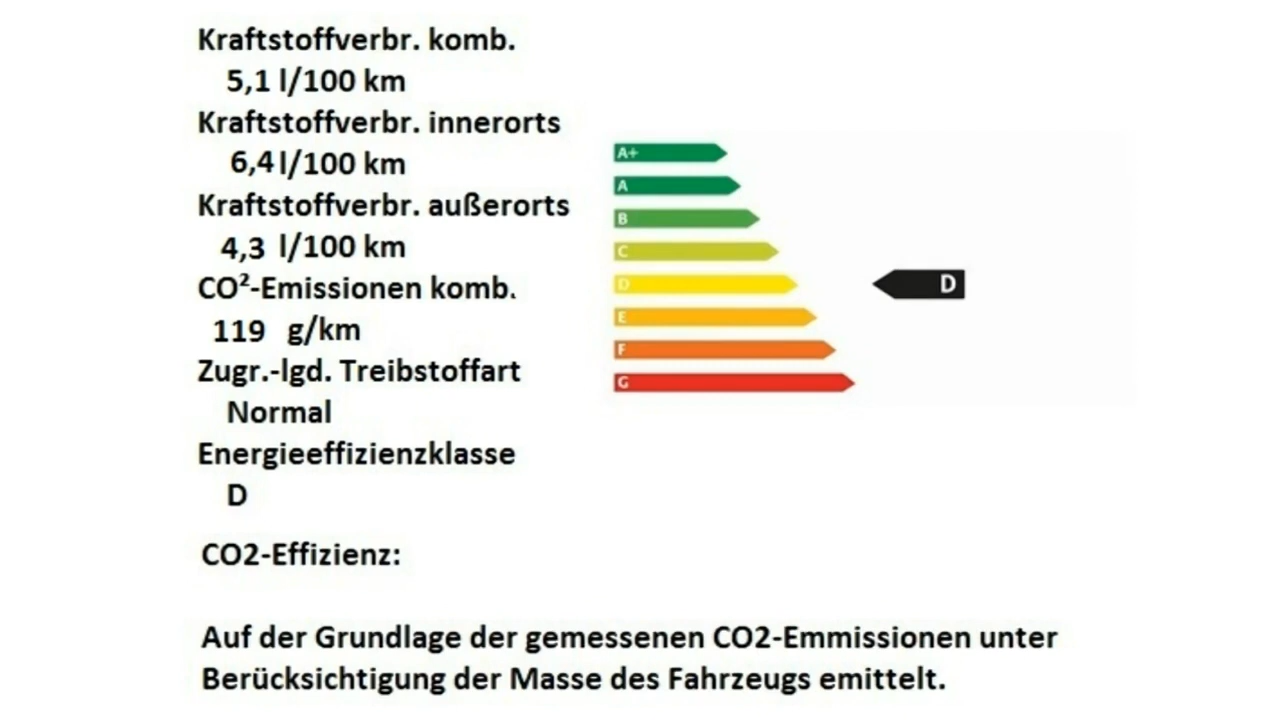 Kraftstoffverbr. komb.
5,1 l/100 km
Kraftstoffverbr. innerorts
6,4 l/100 km
Kraftstoffverbr. außerorts
4,3 l/100 km
CO²-Emissionen komb.
119 g/km
Zugr.-lgd. Treibstoffart
Normal
Energieeffizienzklasse
D
A+
A
B
C
D
D
E
F
G
CO2-Effizienz:
Auf der Grundlage der gemessenen CO2-Emmissionen unter
Berücksichtigung der Masse des Fahrzeugs emittelt.